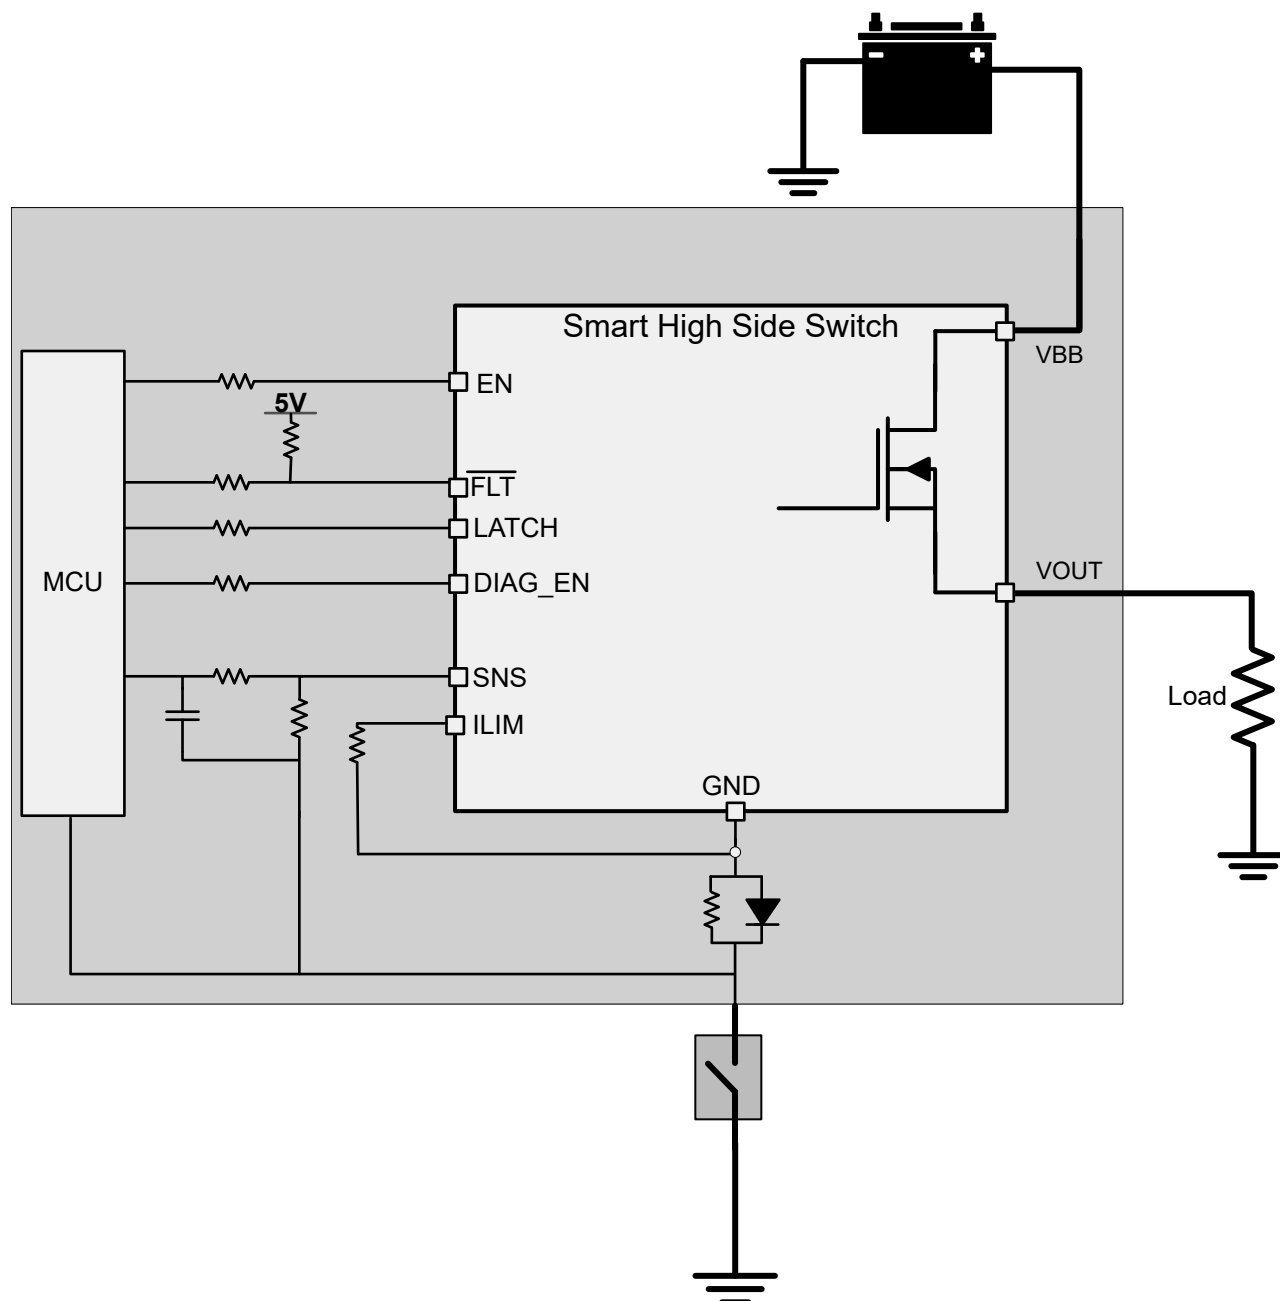 Smart High Side Switch
VBB
EN
5V
FLT
LATCH
VOUT
MCU
DIAG_EN
SNS
Load
ILIM
GND